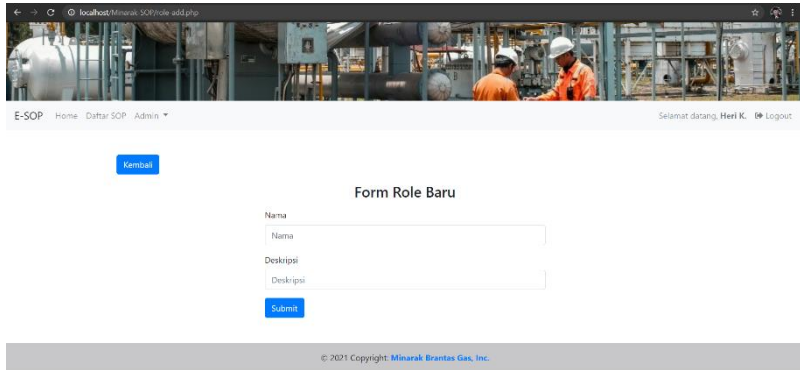 localhost/Minarak-SOP/role-add.php
E-SOP Home Daftar SOP Admin Selamat datang, Heri K. Logout
Kembali
Form Role Baru
Nama
Nama
Deskripsi
Deskripsi
Submit
© 2021 Copyright: Minarak Brantas Gas, Inc.